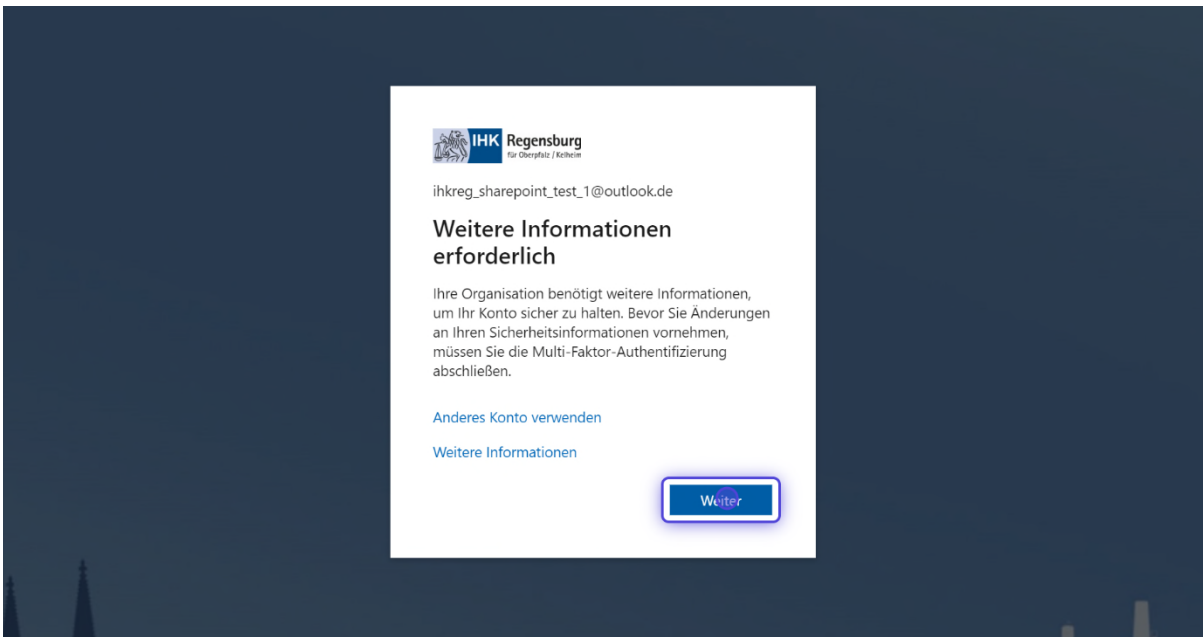 IHK Regensburg
für Oberpfalz / Kelheim
ihkreg_sharepoint_test_1@outlook.de
Weitere Informationen
erforderlich
Ihre Organisation benötigt weitere Informationen,
um Ihr Konto sicher zu halten. Bevor Sie Änderungen
an Ihren Sicherheitsinformationen vornehmen,
müssen Sie die Multi-Faktor-Authentifizierung
abschließen.
Anderes Konto verwenden
Weitere Informationen
Weiter